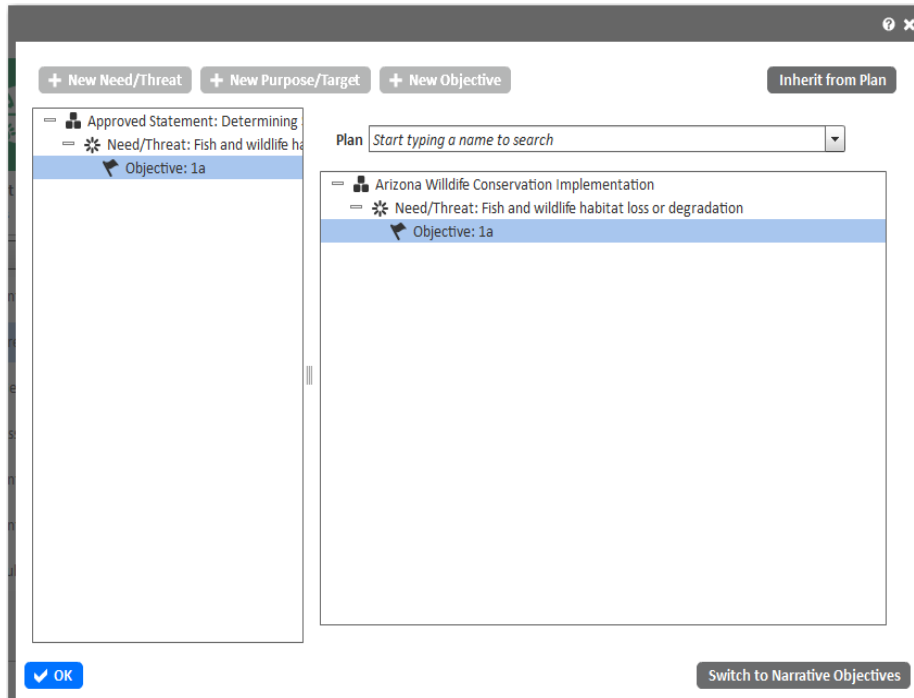 New Need/Threat
New Purpose/Target
New Objective
Inherit from Plan
Approved Statement: Determining
Need/Threat: Fish and wildlife ha
Objective: 1a
Plan
Start typing a name to search
Arizona Willdife Conservation Implementation
Need/Threat: Fish and wildlife habitat loss or degradation
Objective: 1a
OK
Switch to Narrative Objectives